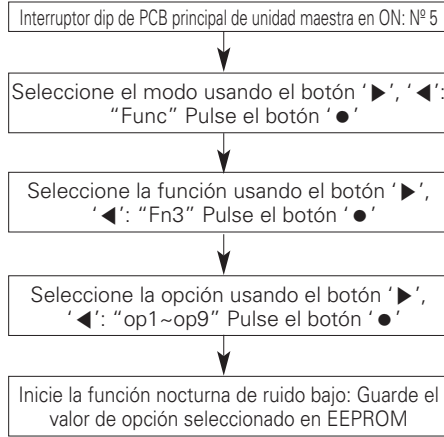 Interruptor dip de PCB principal de unidad maestra en ON: Nº 5
Seleccione el modo usando el botón ‘▶’, ‘◀’:
“Func” Pulse el botón ‘●’
Seleccione la función usando el botón ‘▶’,
‘◀’: “Fn3” Pulse el botón ‘●’
Seleccione la opción usando el botón ‘▶’,
‘◀’: “op1~op9” Pulse el botón ‘●’
Inicie la función nocturna de ruido bajo: Guarde el
valor de opción seleccionado en EEPROM